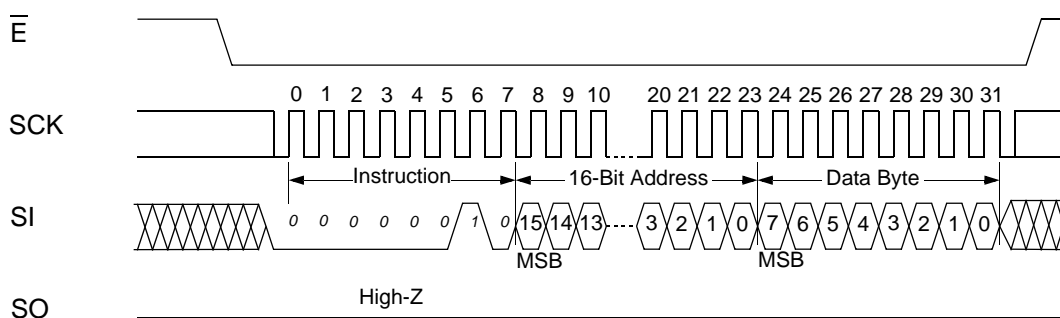 E
0 1 2 3 4 5 6 7 8 9 10 20 21 22 23 24 25 26 27 28 29 30 31
SCK
Instruction 16-Bit Address Data Byte
SI 0 0 0 0 0 0 1 0 15 14 13 3 2 1 0 7 6 5 4 3 2 1 0
MSB MSB
High-Z
SO